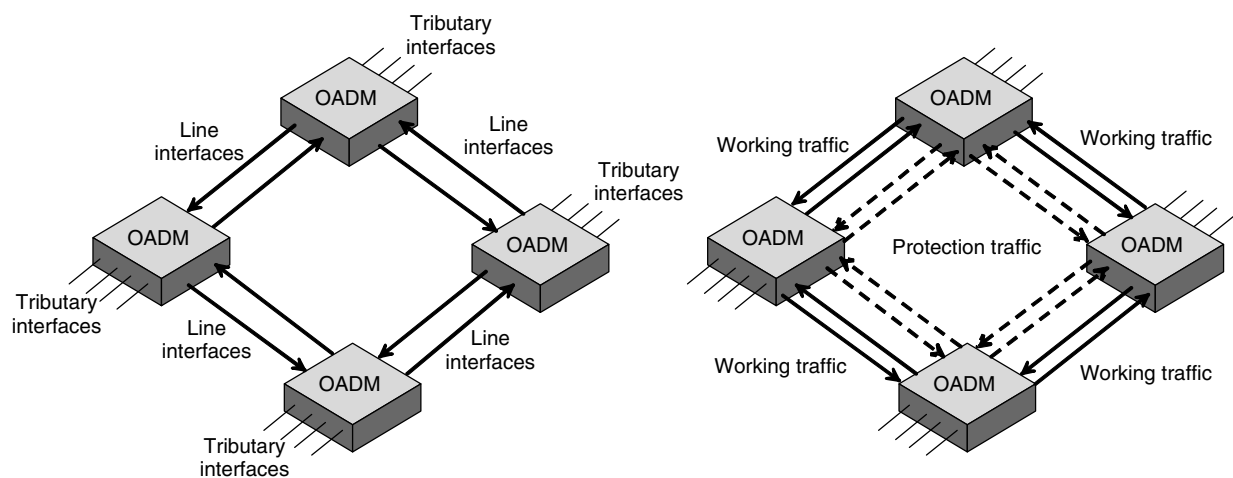 Tributary
interfaces
OADM
Line
interfaces
Line
interfaces
Tributary
interfaces
OADM
OADM
Tributary
interfaces
Line
interfaces
Line
interfaces
OADM
Tributary
interfaces
OADM
Working traffic
Working traffic
OADM
Protection traffic
OADM
Working traffic
OADM
Working traffic